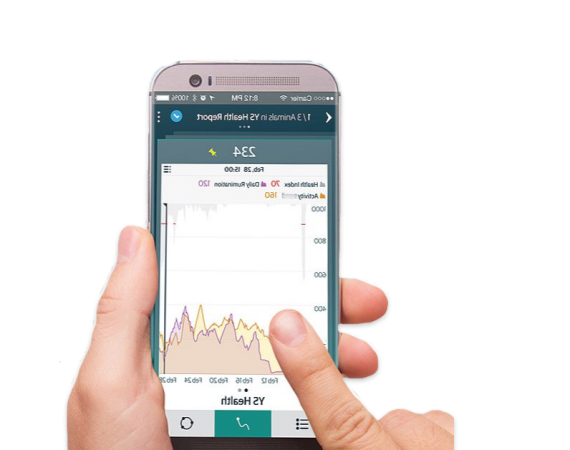 Carrier 8:12 PM 100%
1/3 Animals in YS Health Report
234
Feb. 28 15:00
Health Index 70 Daily Rumination 120
Activity trend 160
1000
800
600
400
Feb 12 Feb 16 Feb 20 Feb 24 Feb 28
YS Health